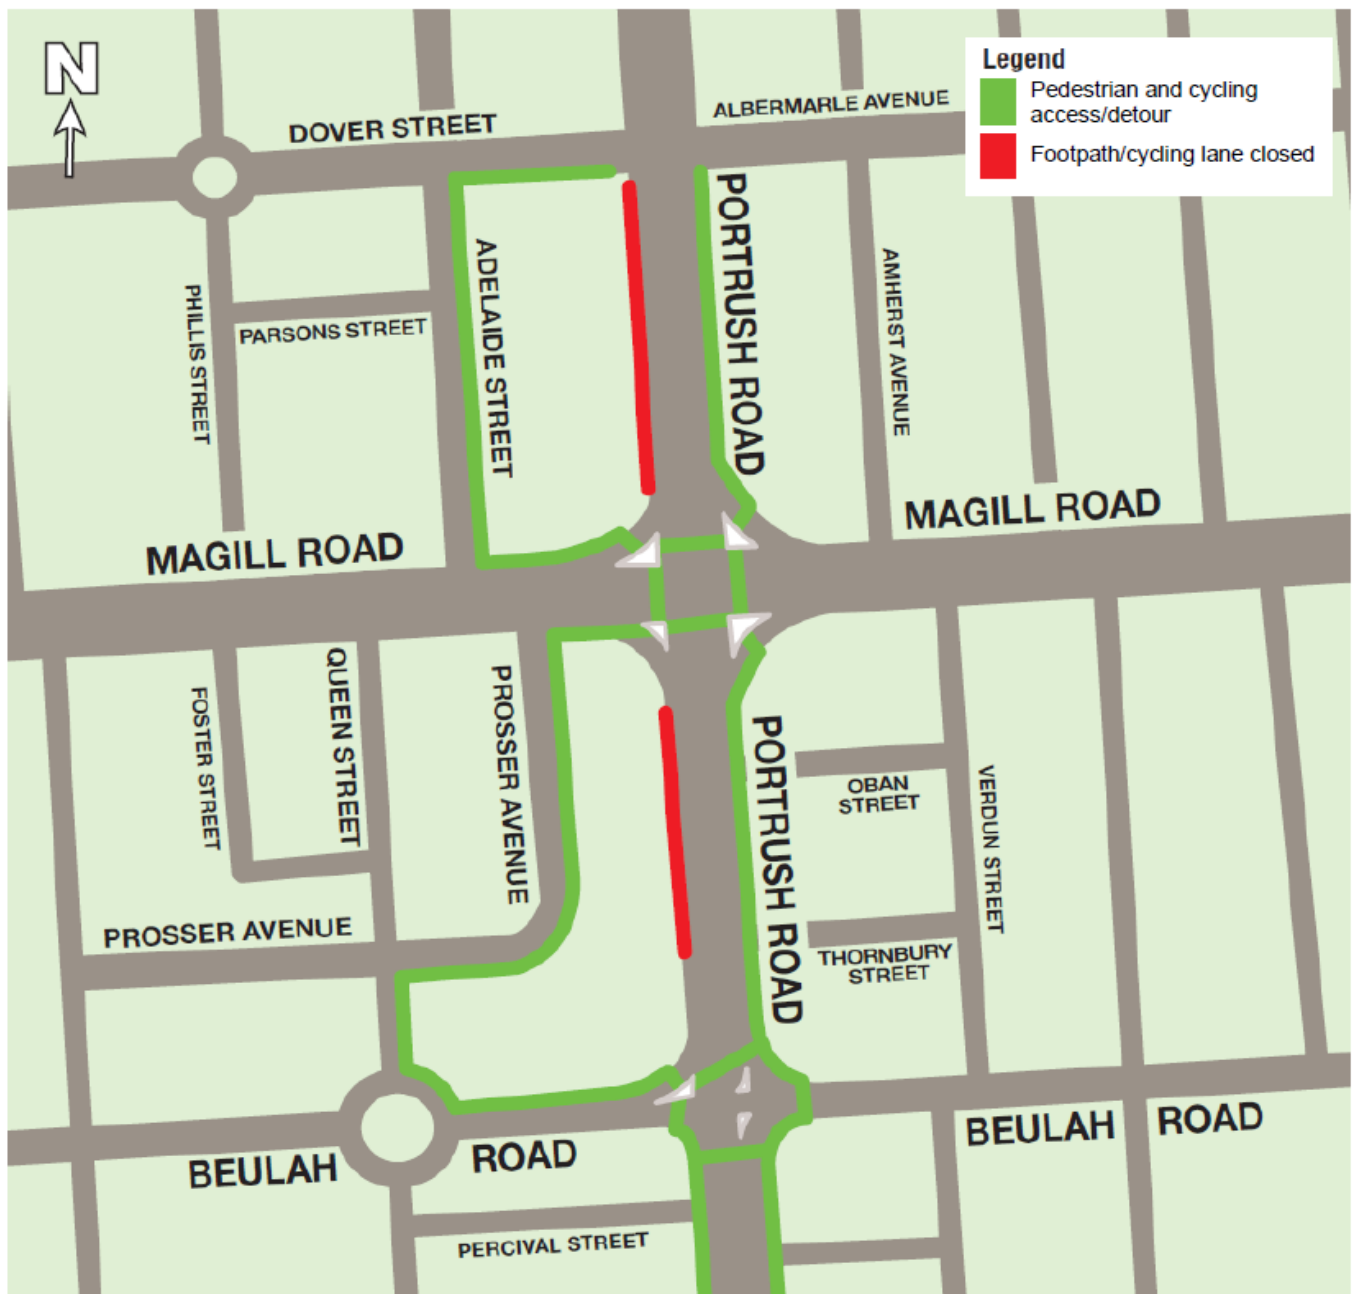 N
Legend
Pedestrian and cycling
access/detour
Footpath/cycling lane closed
ALBERMARLE AVENUE
DOVER STREET
PORTRUSH ROAD
ADELAIDE STREET
AMHERST AVENUE
PHILLIS STREET
PARSONS STREET
MAGILL ROAD
MAGILL ROAD
QUEEN STREET
PROSSER AVENUE
FOSTER STREET
PORTRUSH ROAD
OBAN
STREET
VERDUN STREET
PROSSER AVENUE
THORNBURY
STREET
BEULAH
ROAD
BEULAH
ROAD
PERCIVAL STREET